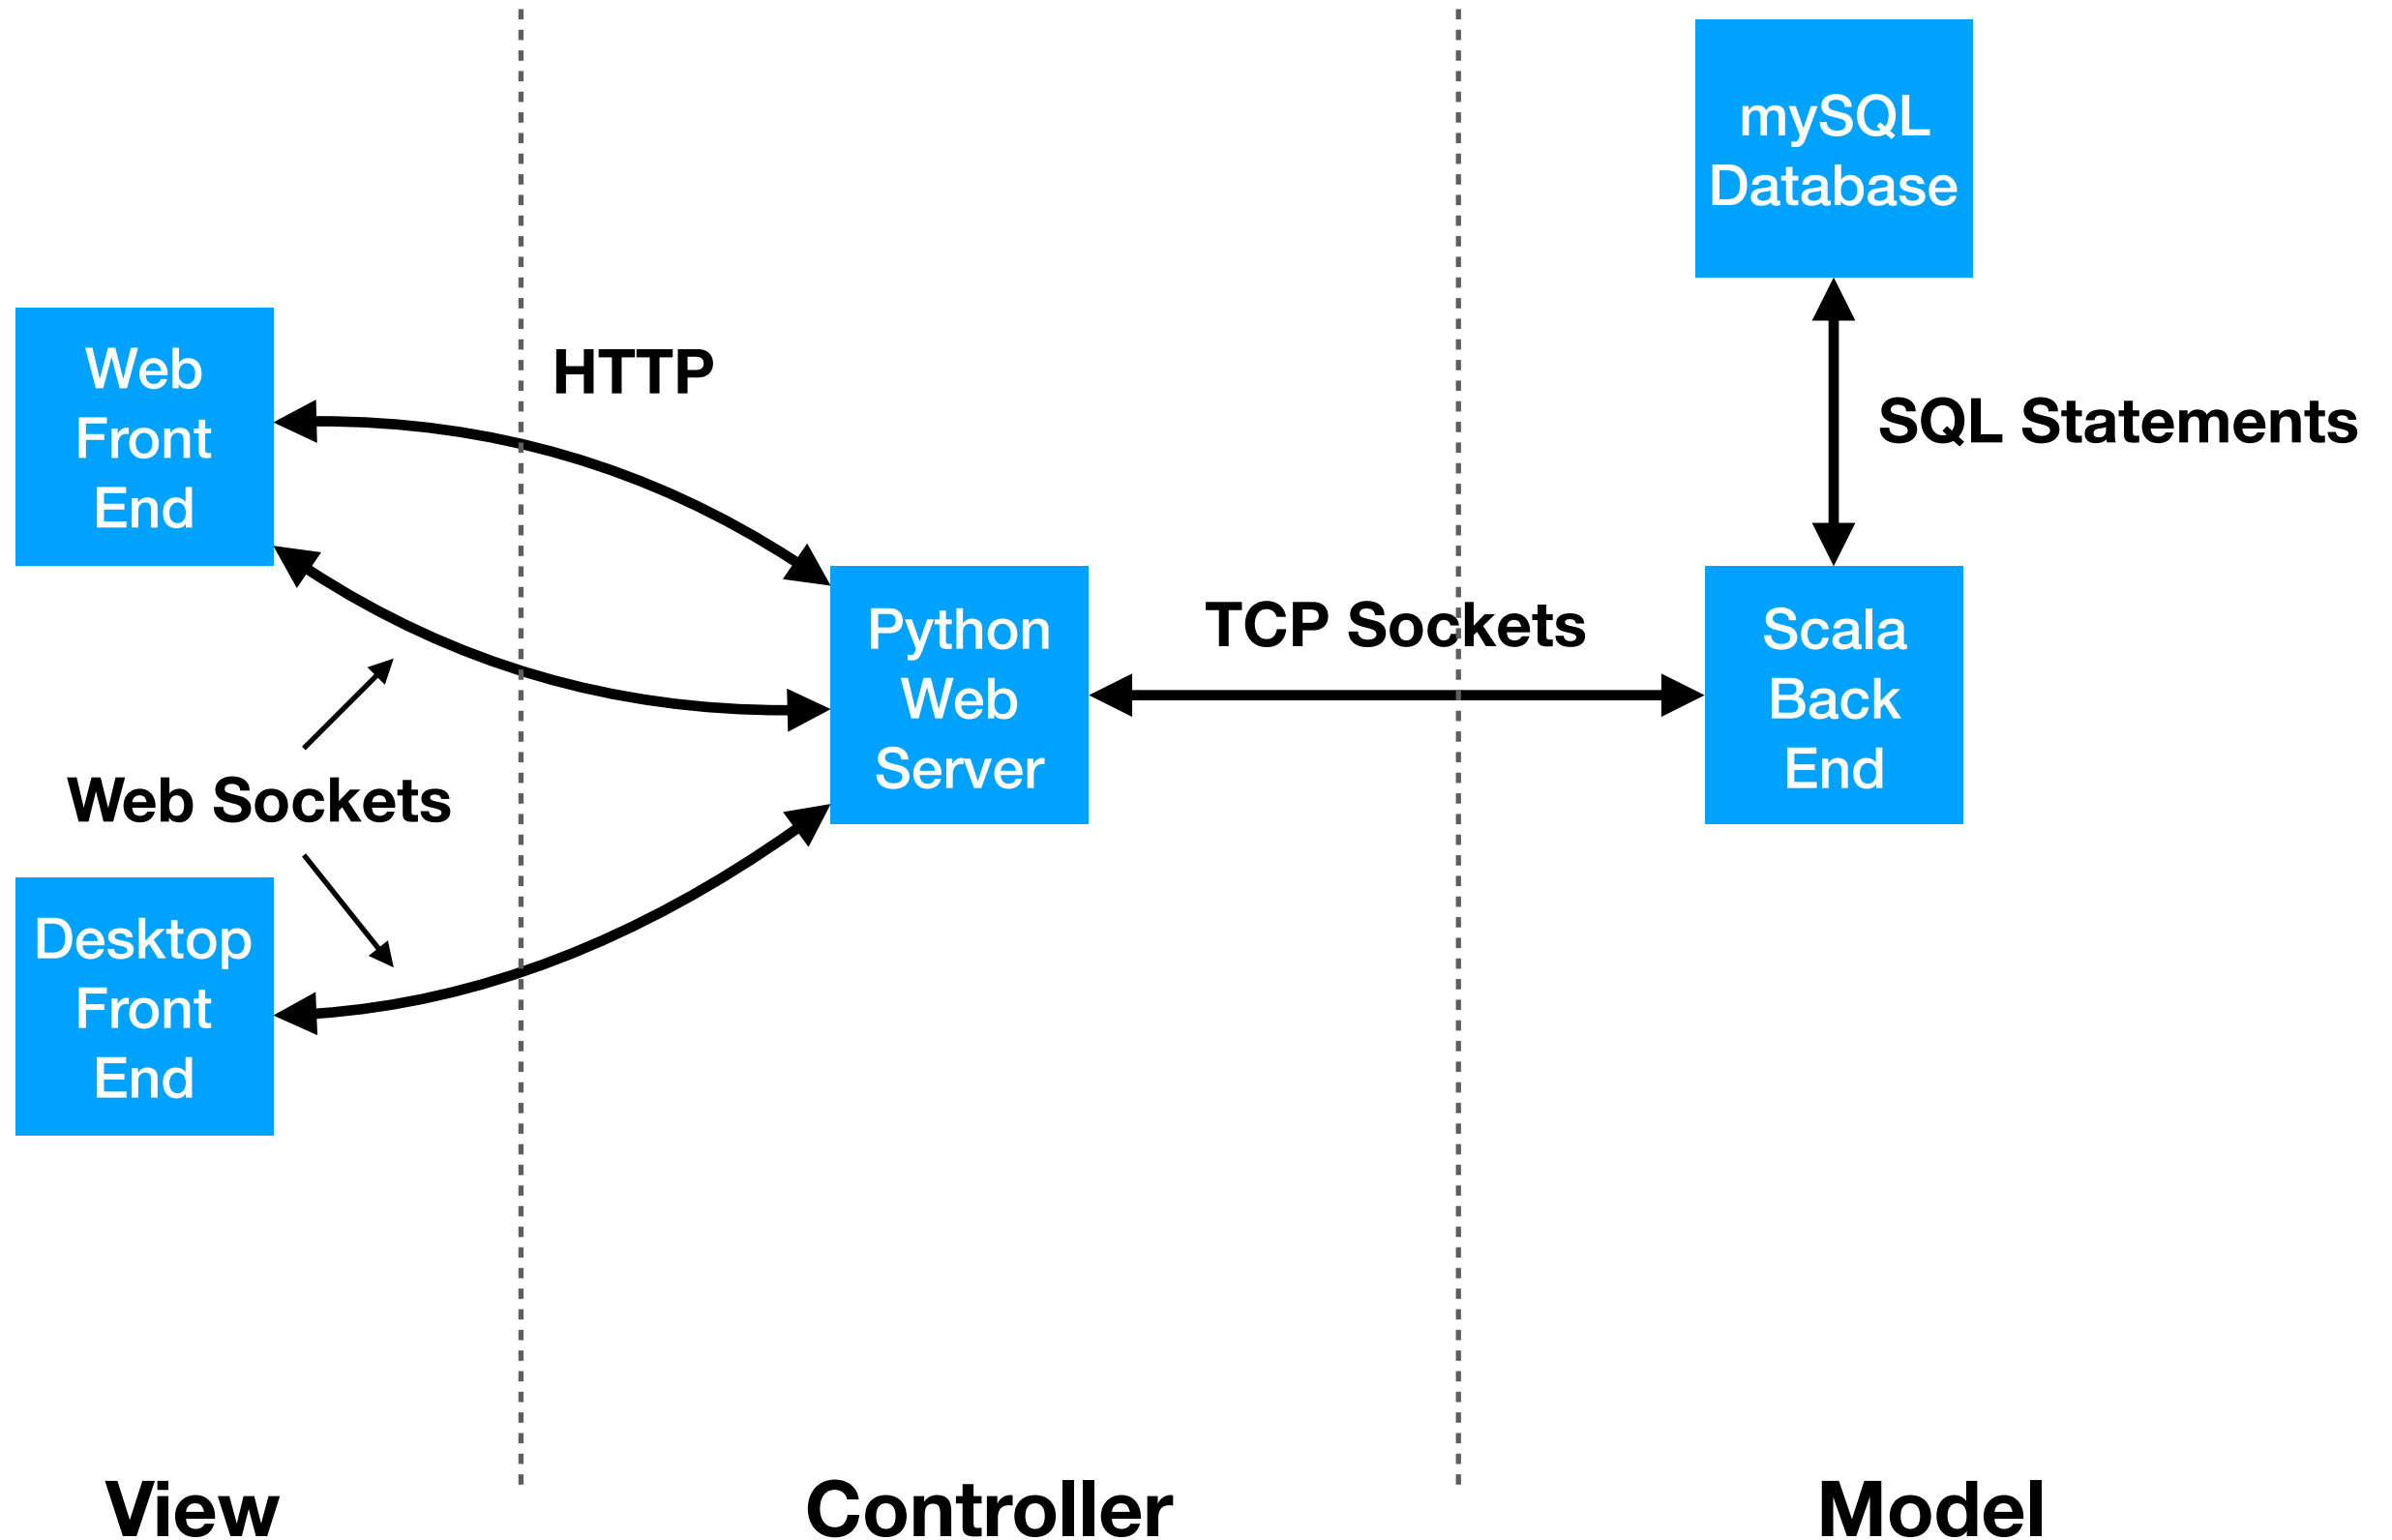 mySQL
Database
Web
Front
End
HTTP
SQL Statements
Python
Web
Server
TCP Sockets
Scala
Back
End
Web Sockets
Desktop
Front
End
View
Controller
Model